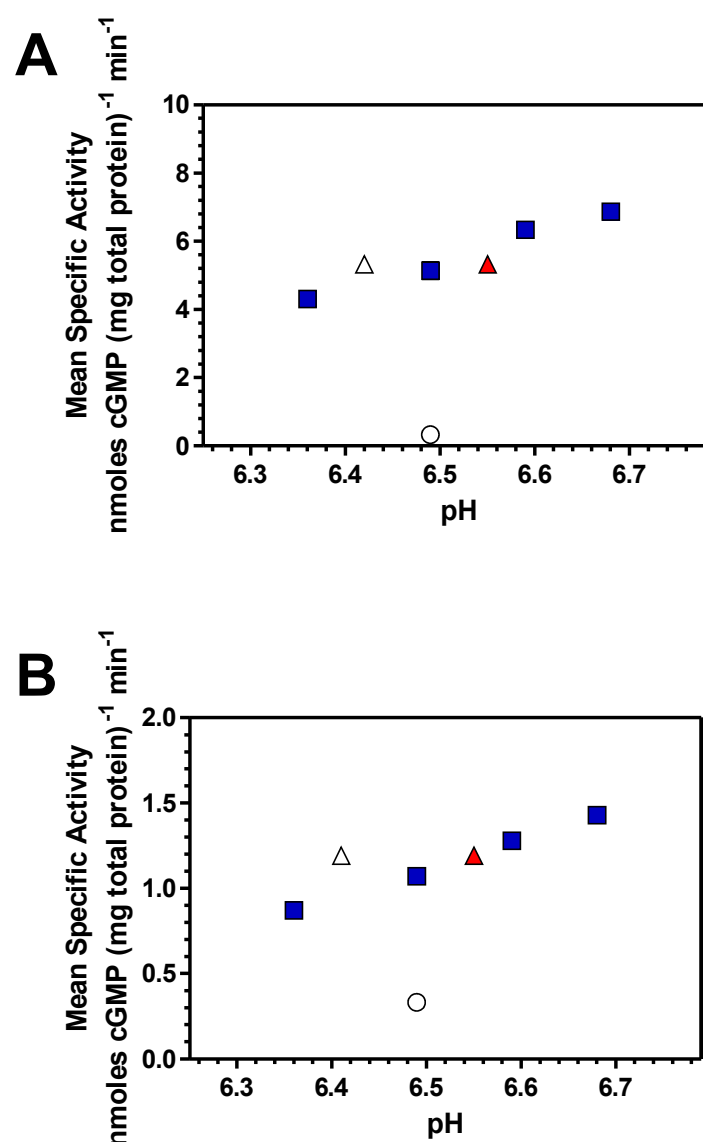 A
Mean Specific Activity
nmoles cGMP (mg total protein)⁻¹ min⁻¹
10
8
6
4
2
0
6.3 6.4 6.5 6.6 6.7
pH
B
Mean Specific Activity
nmoles cGMP (mg total protein)⁻¹ min⁻¹
2.0
1.5
1.0
0.5
0.0
6.3 6.4 6.5 6.6 6.7
pH